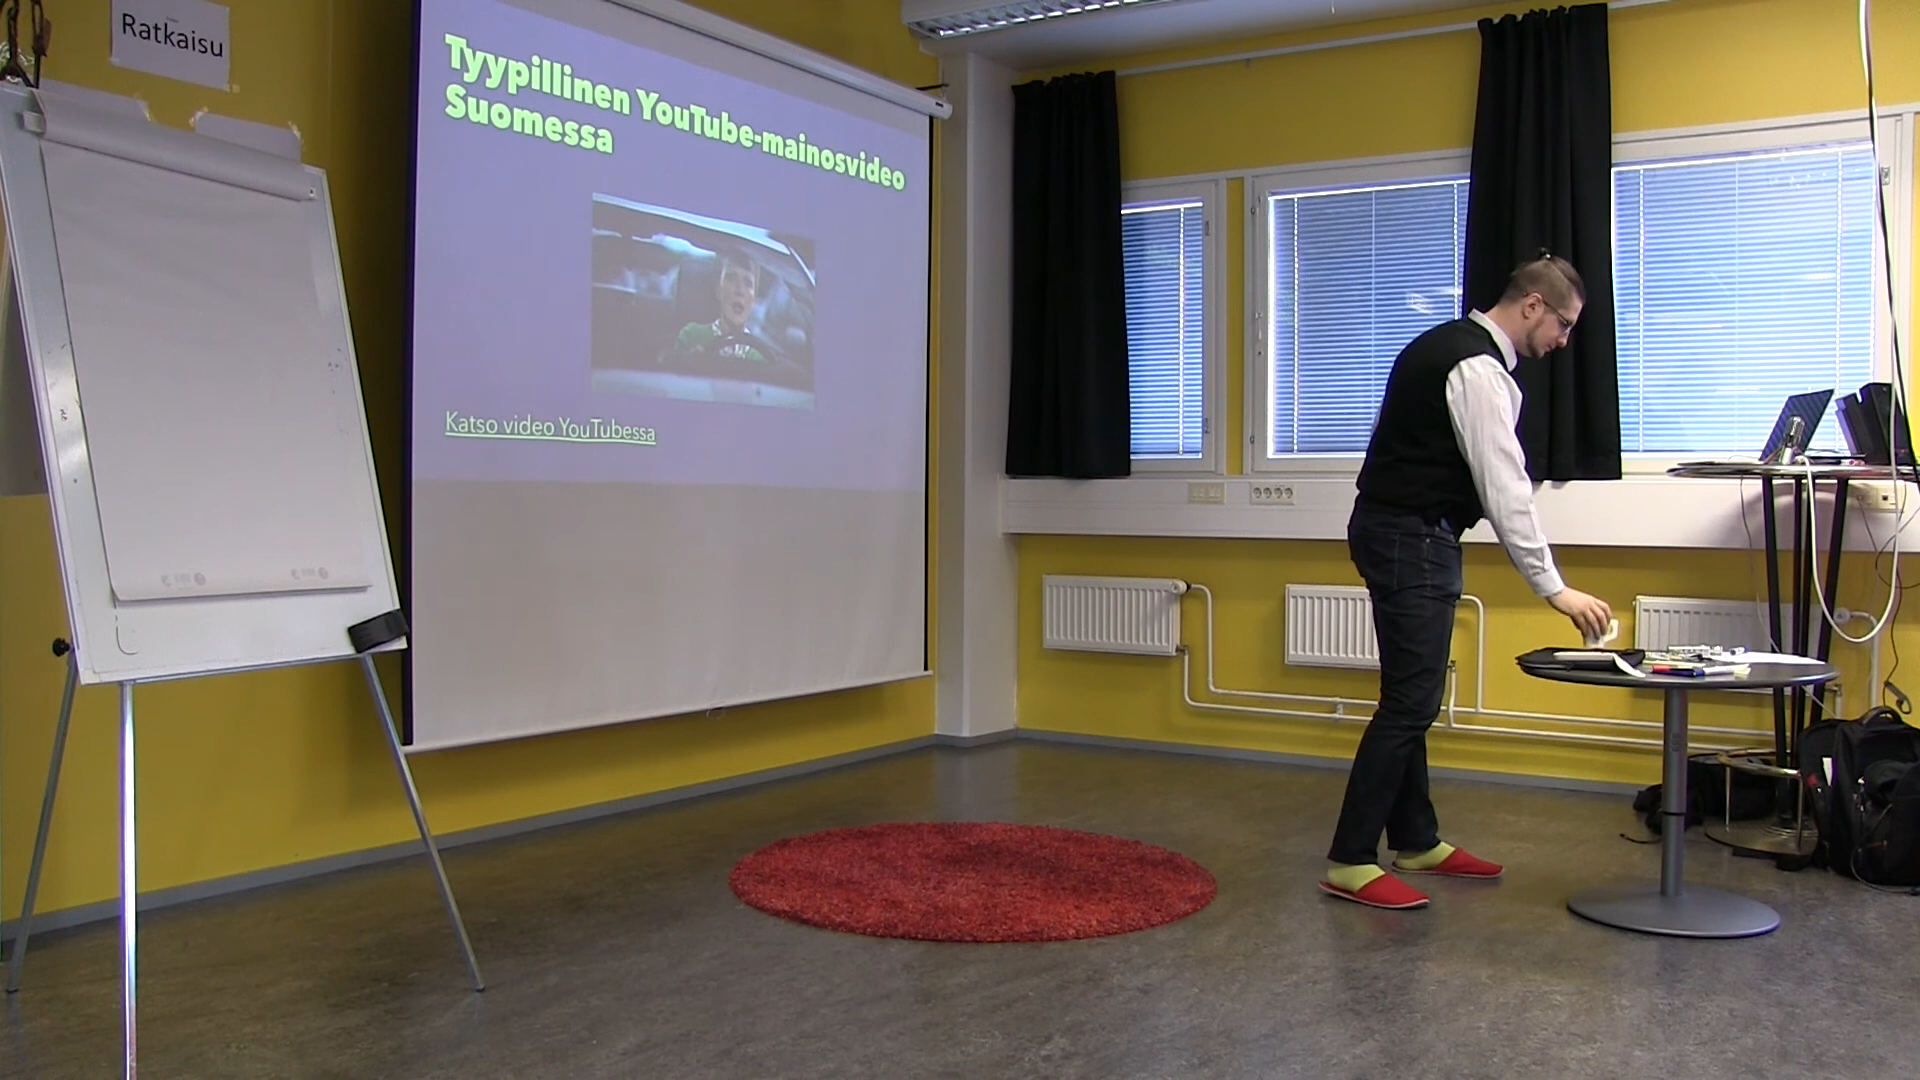 Ratkaisu
Tyypillinen YouTube-mainosvideo
Suomessa
Katso video YouTubessa